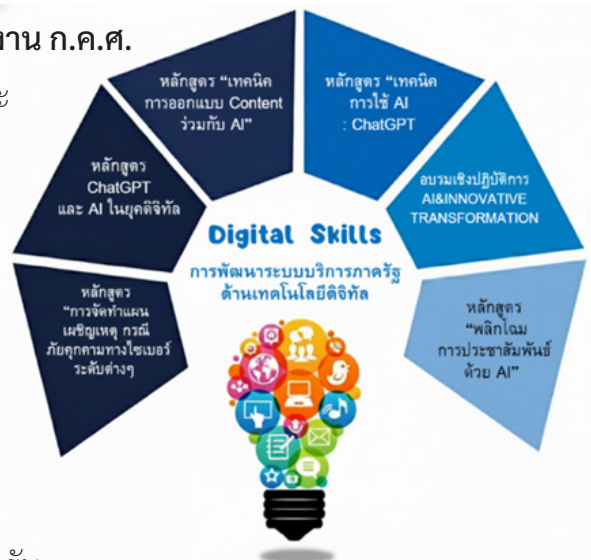 งาน ก.ค.ศ.
หลักสูตร “เทคนิค
การออกแบบ Content
ร่วมกับ AI”
หลักสูตร “เทคนิค
การใช้ AI
: ChatGPT
หลักสูตร
ChatGPT
และ AI ในยุคดิจิทัล
อบรมเชิงปฏิบัติการ
AI&INNOVATIVE
TRANSFORMATION
Digital Skills
การพัฒนาระบบบริการภาครัฐ
ด้านเทคโนโลยีดิจิทัล
หลักสูตร
“การจัดทำแผน
เผชิญเหตุ กรณี
ภัยคุกคามทางไซเบอร์
ระดับต่างๆ
หลักสูตร
“พลิกโฉม
การประชาสัมพันธ์
ด้วย AI”